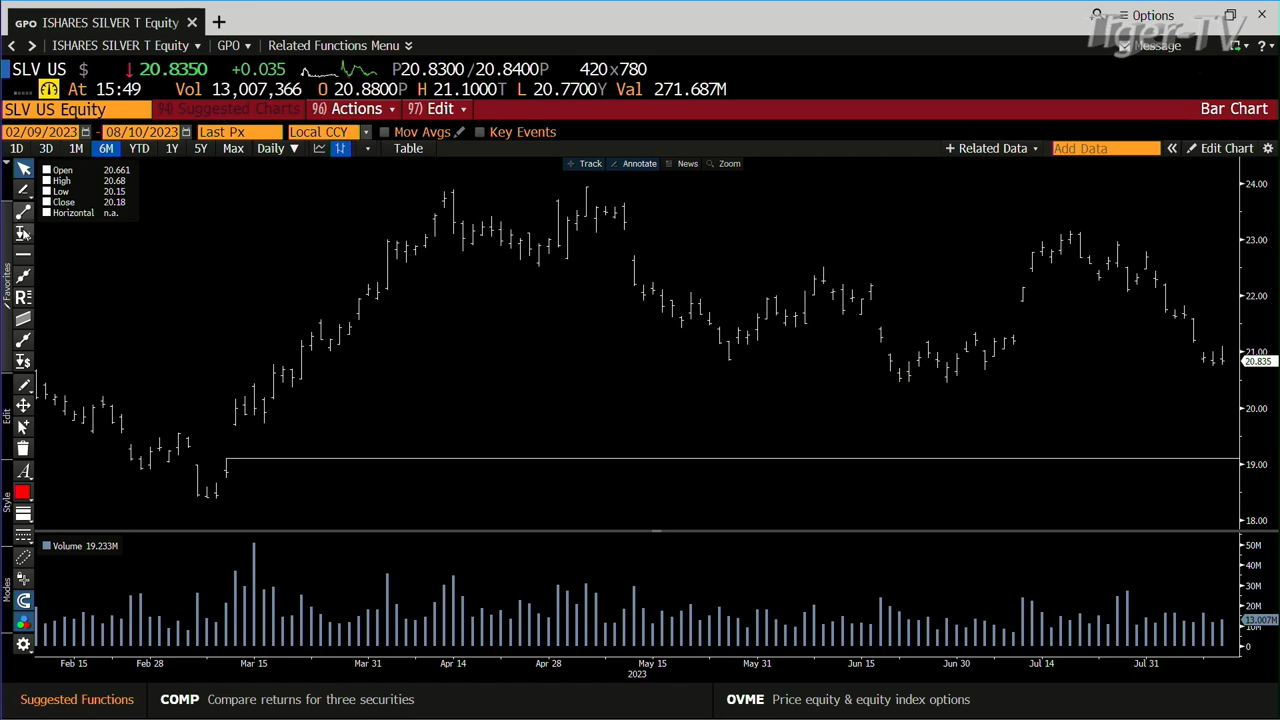 GPO ISHARES SILVER T Equity
Options
ISHARES SILVER T Equity GPO Related Functions Menu
Message
Tiger-TV
SLV US $ ↓20.8350 +0.035 P20.8300/20.8400P 420x780
At 15:49 Vol 13,007,366 O 20.8800P H 21.1000T L 20.7700Y Val 271.687M
SLV US Equity 94) Suggested Charts 96) Actions 97) Edit Bar Chart
02/09/2023 - 08/10/2023 Last Px Local CCY Mov Avgs Key Events
1D 3D 1M 6M YTD 1Y 5Y Max Daily Table + Related Data Add Data Edit Chart
Track Annotate News Zoom
Open 20.661
High 20.68
Low 20.15
Close 20.18
Horizontal n.a.
24.00
23.00
22.00
21.00
20.835
20.00
19.00
18.00
Favorites
Edit
Style
Modes
Volume 19.233M
50M
40M
30M
20M
10M
13.007M
0
Feb 15 Feb 28 Mar 15 Mar 31 Apr 14 Apr 28 May 15 May 31 Jun 15 Jun 30 Jul 14 Jul 31
2023
Suggested Functions COMP Compare returns for three securities OVME Price equity & equity index options